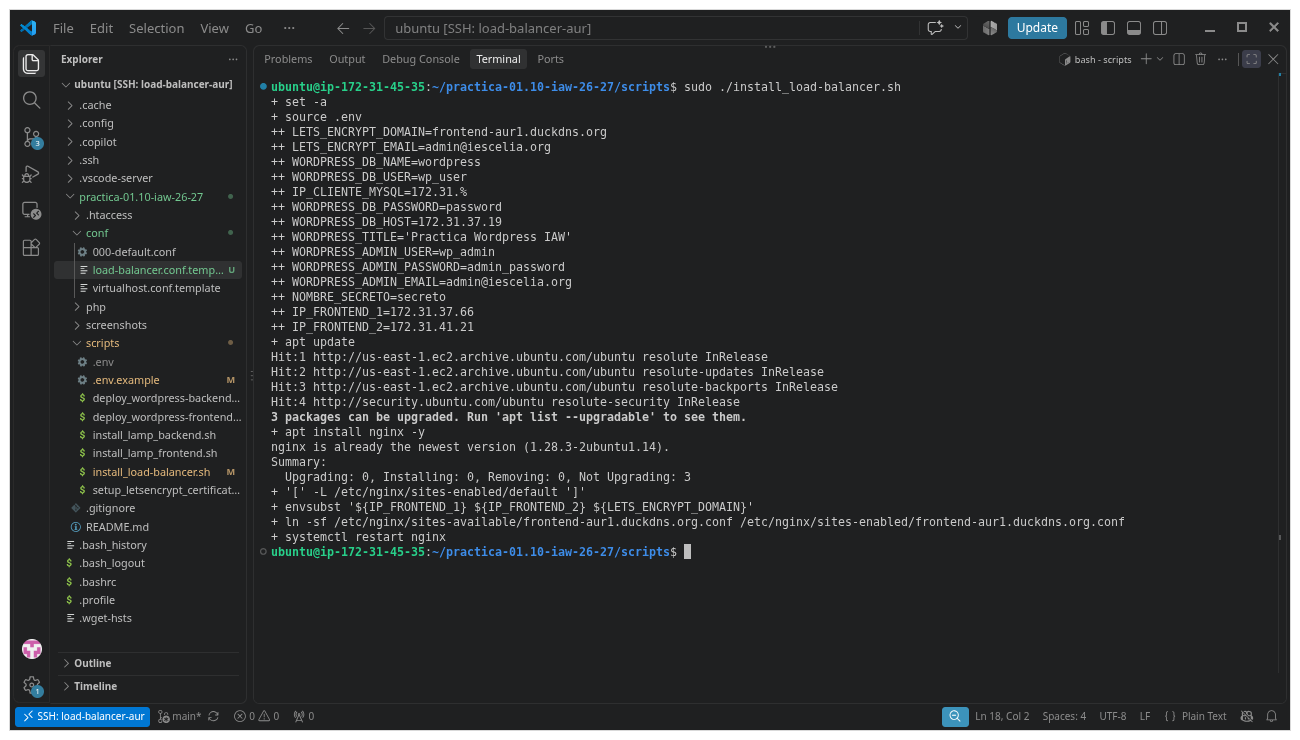 File Edit Selection View Go ··· ubuntu [SSH: load-balancer-aur] Update
Explorer ···
ubuntu [SSH: load-balancer-aur]
.cache
.config
.copilot
.ssh
.vscode-server
practica-01.10-iaw-26-27
.htaccess
conf
000-default.conf
load-balancer.conf.temp... U
virtualhost.conf.template
php
screenshots
scripts
.env
.env.example M
$ deploy_wordpress-backend...
$ deploy_wordpress-frontend...
$ install_lamp_backend.sh
$ install_lamp_frontend.sh
$ install_load-balancer.sh M
$ setup_letsencrypt_certificat...
.gitignore
README.md
$ .bash_history
$ .bash_logout
$ .bashrc
$ .profile
.wget-hsts
Outline
Timeline
3
1
Problems Output Debug Console Terminal Ports bash - scripts ···
ubuntu@ip-172-31-45-35:~/practica-01.10-iaw-26-27/scripts$ sudo ./install_load-balancer.sh
+ set -a
+ source .env
++ LETS_ENCRYPT_DOMAIN=frontend-aur1.duckdns.org
++ LETS_ENCRYPT_EMAIL=admin@iescelia.org
++ WORDPRESS_DB_NAME=wordpress
++ WORDPRESS_DB_USER=wp_user
++ IP_CLIENTE_MYSQL=172.31.%
++ WORDPRESS_DB_PASSWORD=password
++ WORDPRESS_DB_HOST=172.31.37.19
++ WORDPRESS_TITLE='Practica Wordpress IAW'
++ WORDPRESS_ADMIN_USER=wp_admin
++ WORDPRESS_ADMIN_PASSWORD=admin_password
++ WORDPRESS_ADMIN_EMAIL=admin@iescelia.org
++ NOMBRE_SECRETO=secreto
++ IP_FRONTEND_1=172.31.37.66
++ IP_FRONTEND_2=172.31.41.21
+ apt update
Hit:1 http://us-east-1.ec2.archive.ubuntu.com/ubuntu resolute InRelease
Hit:2 http://us-east-1.ec2.archive.ubuntu.com/ubuntu resolute-updates InRelease
Hit:3 http://us-east-1.ec2.archive.ubuntu.com/ubuntu resolute-backports InRelease
Hit:4 http://security.ubuntu.com/ubuntu resolute-security InRelease
3 packages can be upgraded. Run 'apt list --upgradable' to see them.
+ apt install nginx -y
nginx is already the newest version (1.28.3-2ubuntu1.14).
Summary:
  Upgrading: 0, Installing: 0, Removing: 0, Not Upgrading: 3
+ '[' -L /etc/nginx/sites-enabled/default ']'
+ envsubst '${IP_FRONTEND_1} ${IP_FRONTEND_2} ${LETS_ENCRYPT_DOMAIN}'
+ ln -sf /etc/nginx/sites-available/frontend-aur1.duckdns.org.conf /etc/nginx/sites-enabled/frontend-aur1.duckdns.org.conf
+ systemctl restart nginx
ubuntu@ip-172-31-45-35:~/practica-01.10-iaw-26-27/scripts$
SSH: load-balancer-aur main* 0 0 0 Ln 18, Col 2 Spaces: 4 UTF-8 LF { } Plain Text